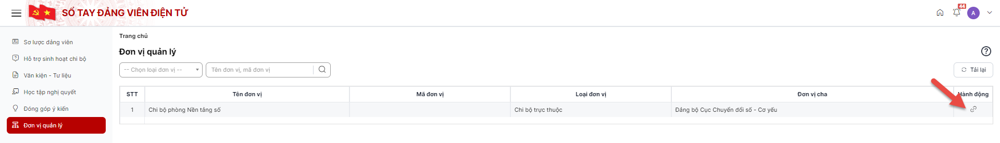 SỔ TAY ĐẢNG VIÊN ĐIỆN TỬ
44
A
Sơ lược đảng viên
Hỗ trợ sinh hoạt chi bộ
Văn kiện - Tư liệu
Học tập nghị quyết
Đóng góp ý kiến
Đơn vị quản lý
Trang chủ
Đơn vị quản lý
-- Chọn loại đơn vị --
Tên đơn vị, mã đơn vị
Tải lại
STT Tên đơn vị Mã đơn vị Loại đơn vị Đơn vị cha Hành động
1 Chi bộ phòng Nền tảng số Chi bộ trực thuộc Đảng bộ Cục Chuyển đổi số - Cơ yếu